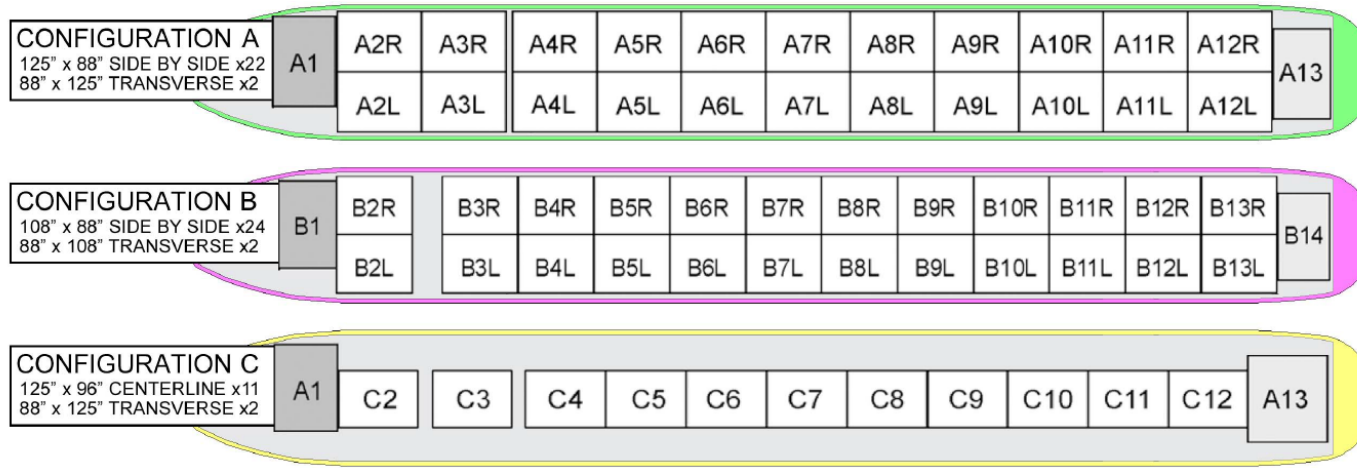 CONFIGURATION A
125” x 88” SIDE BY SIDE x22
88” x 125” TRANSVERSE x2
A1
A2R A3R A4R A5R A6R A7R A8R A9R A10R A11R A12R
A2L A3L A4L A5L A6L A7L A8L A9L A10L A11L A12L
A13
CONFIGURATION B
108” x 88” SIDE BY SIDE x24
88” x 108” TRANSVERSE x2
B1
B2R B3R B4R B5R B6R B7R B8R B9R B10R B11R B12R B13R
B2L B3L B4L B5L B6L B7L B8L B9L B10L B11L B12L B13L
B14
CONFIGURATION C
125” x 96” CENTERLINE x11
88” x 125” TRANSVERSE x2
A1 C2 C3 C4 C5 C6 C7 C8 C9 C10 C11 C12 A13